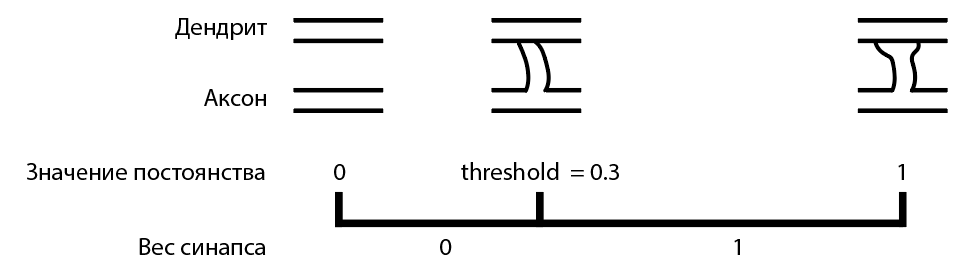 Дендрит
Аксон
Значение постоянства 0 threshold = 0.3 1
Вес синапса 0 1